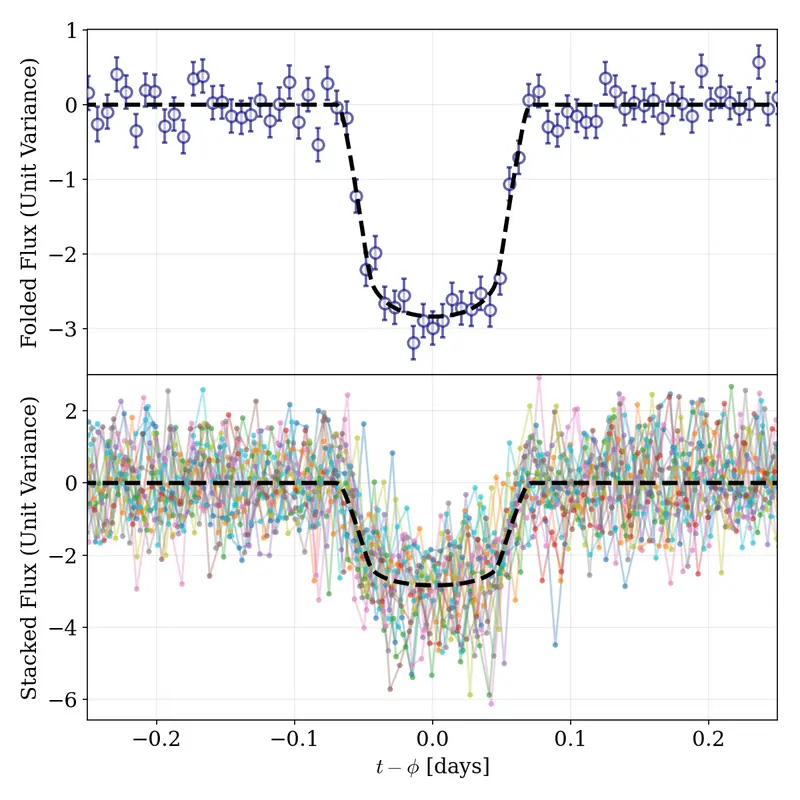 Folded Flux (Unit Variance)
1
0
−1
−2
−3
Stacked Flux (Unit Variance)
2
0
−2
−4
−6
−0.2 −0.1 0.0 0.1 0.2
t − ϕ [days]